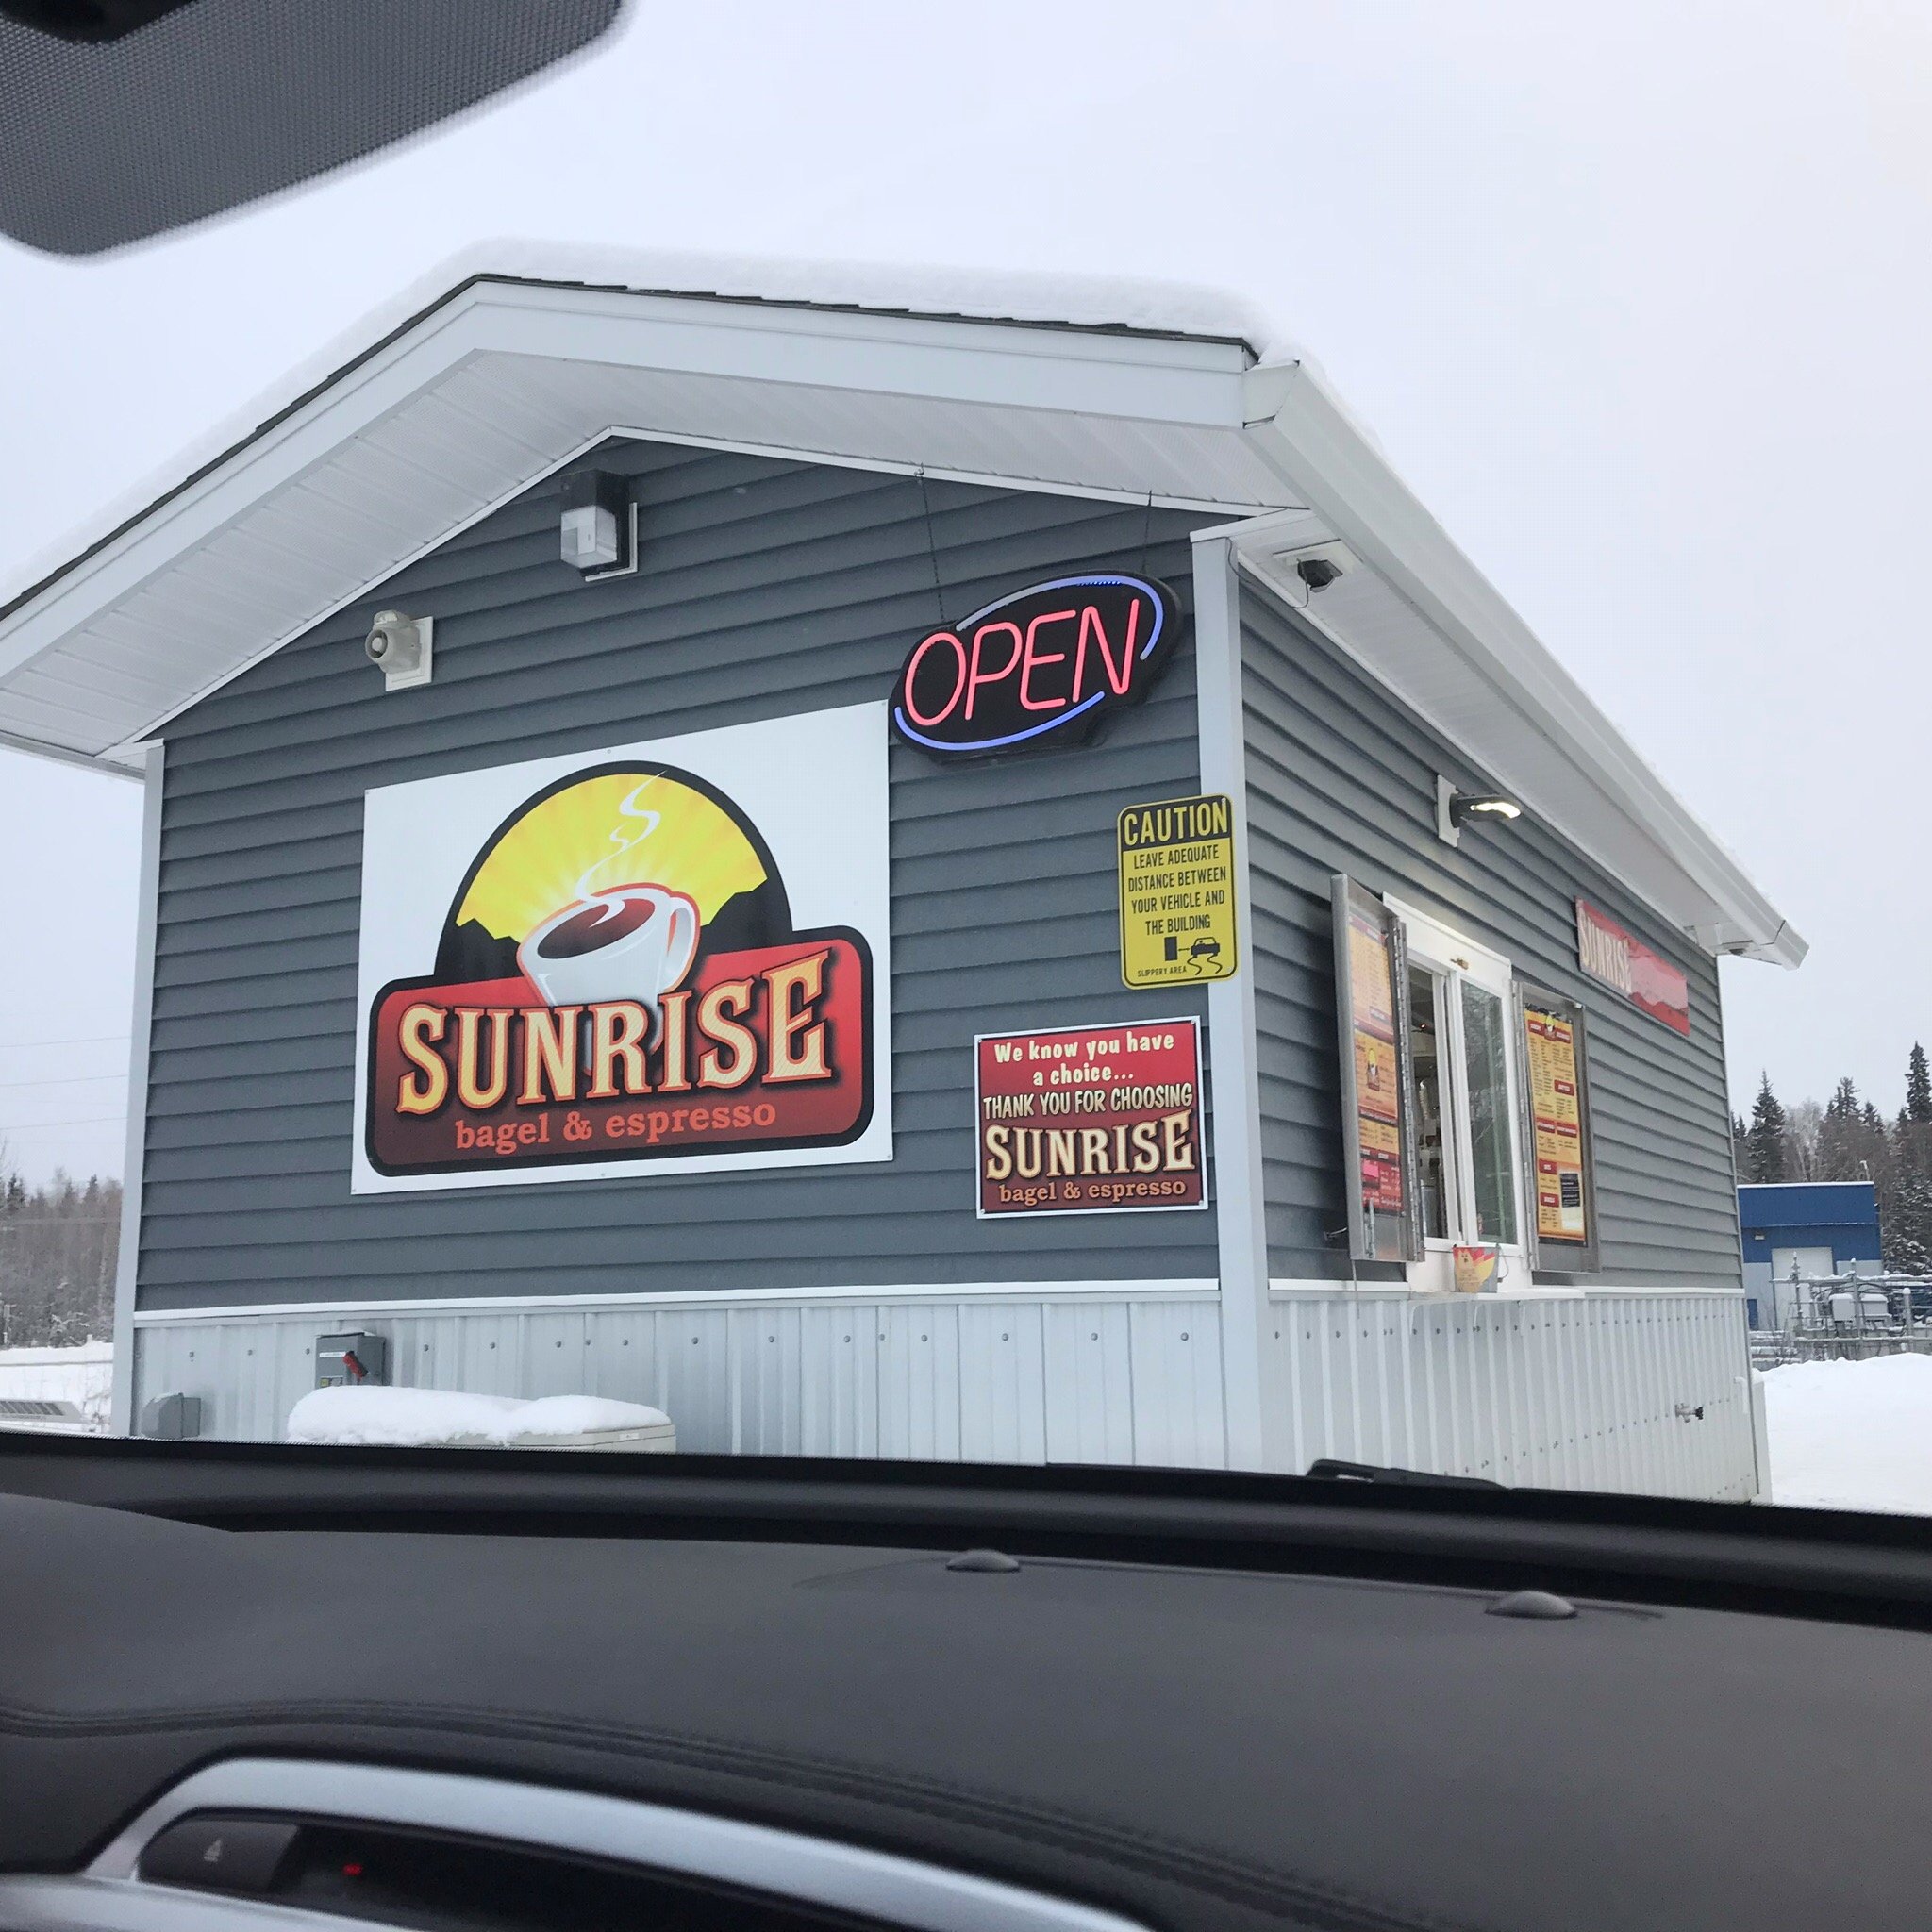 OPEN
SUNRISE
bagel & espresso
CAUTION
LEAVE ADEQUATE
DISTANCE BETWEEN
YOUR VEHICLE AND
THE BUILDING
SLIPPERY AREA
We know you have
a choice...
THANK YOU FOR CHOOSING
SUNRISE
bagel & espresso
SUNRISE